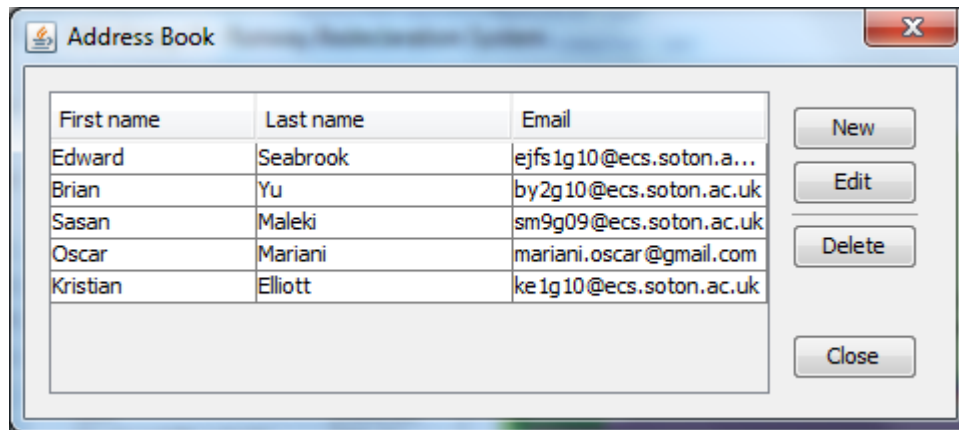 Address Book
First name Last name Email
Edward Seabrook ejfs1g10@ecs.soton.a...
Brian Yu by2g10@ecs.soton.ac.uk
Sasan Maleki sm9g09@ecs.soton.ac.uk
Oscar Mariani mariani.oscar@gmail.com
Kristian Elliott ke1g10@ecs.soton.ac.uk
New
Edit
Delete
Close